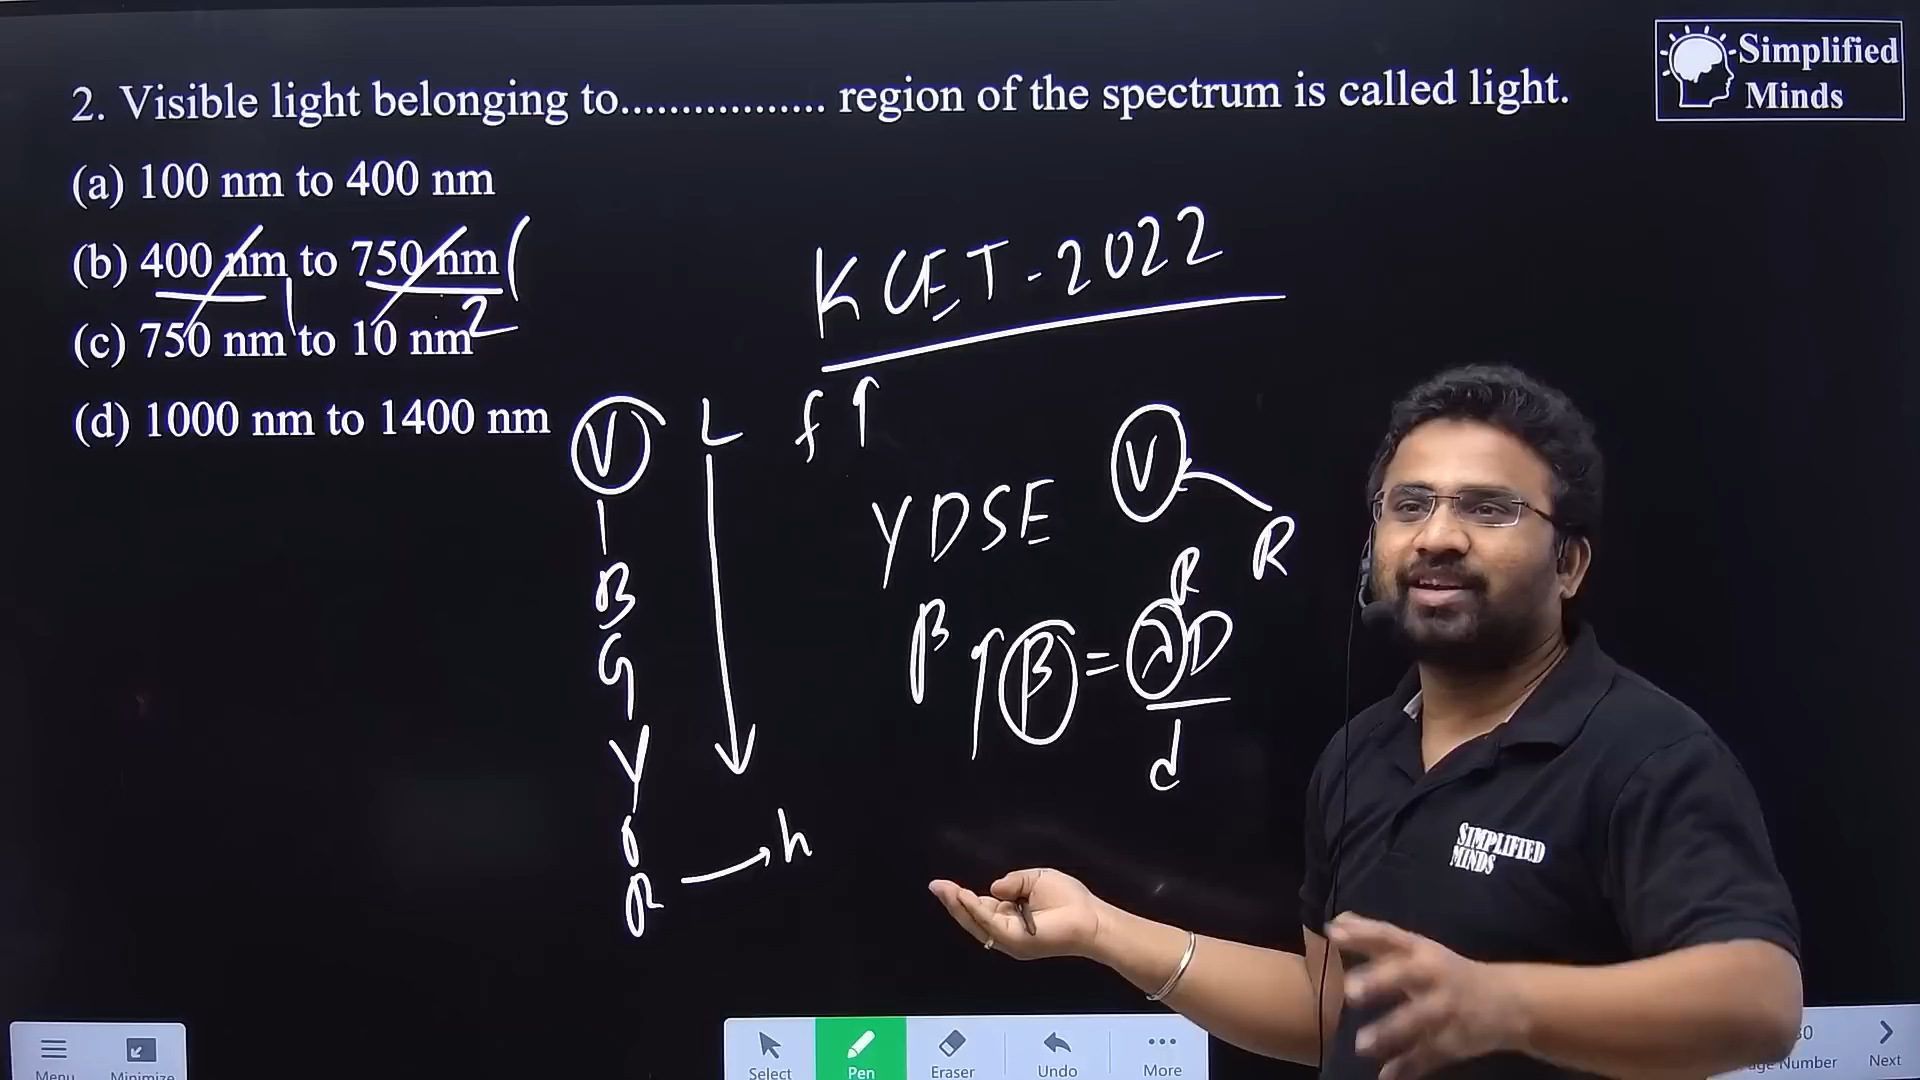 2. Visible light belonging to................. region of the spectrum is called light.
(a) 100 nm to 400 nm
(b) 400 nm to 750 nm
(c) 750 nm to 10 nm
(d) 1000 nm to 1400 nm
Simplified
Minds
KCET-2022
V
I
B
G
Y
O
R → h
L
f ↑
YDSE
V
R
R
β
↑ β = λD
d
SIMPLIFIED
MINDS
Menu
Minimize
Select
Pen
Eraser
Undo
More
Next